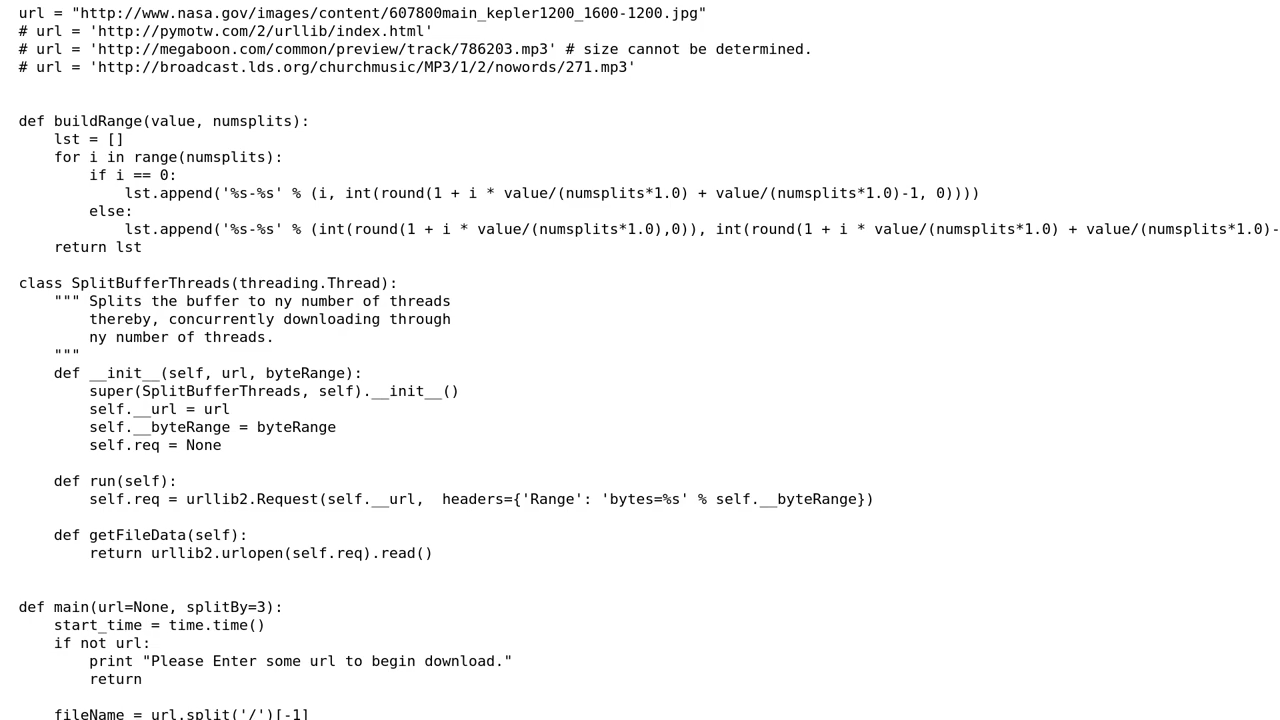 url = "http://www.nasa.gov/images/content/607800main_kepler1200_1600-1200.jpg"
# url = 'http://pymotw.com/2/urllib/index.html'
# url = 'http://megaboon.com/common/preview/track/786203.mp3' # size cannot be determined.
# url = 'http://broadcast.lds.org/churchmusic/MP3/1/2/nowords/271.mp3'
def buildRange(value, numsplits):
    lst = []
    for i in range(numsplits):
        if i == 0:
            lst.append('%s-%s' % (i, int(round(1 + i * value/(numsplits*1.0) + value/(numsplits*1.0)-1, 0))))
        else:
            lst.append('%s-%s' % (int(round(1 + i * value/(numsplits*1.0),0)), int(round(1 + i * value/(numsplits*1.0) + value/(numsplits*1.0)-
    return lst
class SplitBufferThreads(threading.Thread):
    """ Splits the buffer to ny number of threads
        thereby, concurrently downloading through
        ny number of threads.
    """
    def __init__(self, url, byteRange):
        super(SplitBufferThreads, self).__init__()
        self.__url = url
        self.__byteRange = byteRange
        self.req = None
    def run(self):
        self.req = urllib2.Request(self.__url,  headers={'Range': 'bytes=%s' % self.__byteRange})
    def getFileData(self):
        return urllib2.urlopen(self.req).read()
def main(url=None, splitBy=3):
    start_time = time.time()
    if not url:
        print "Please Enter some url to begin download."
        return
    fileName = url.split('/')[-1]